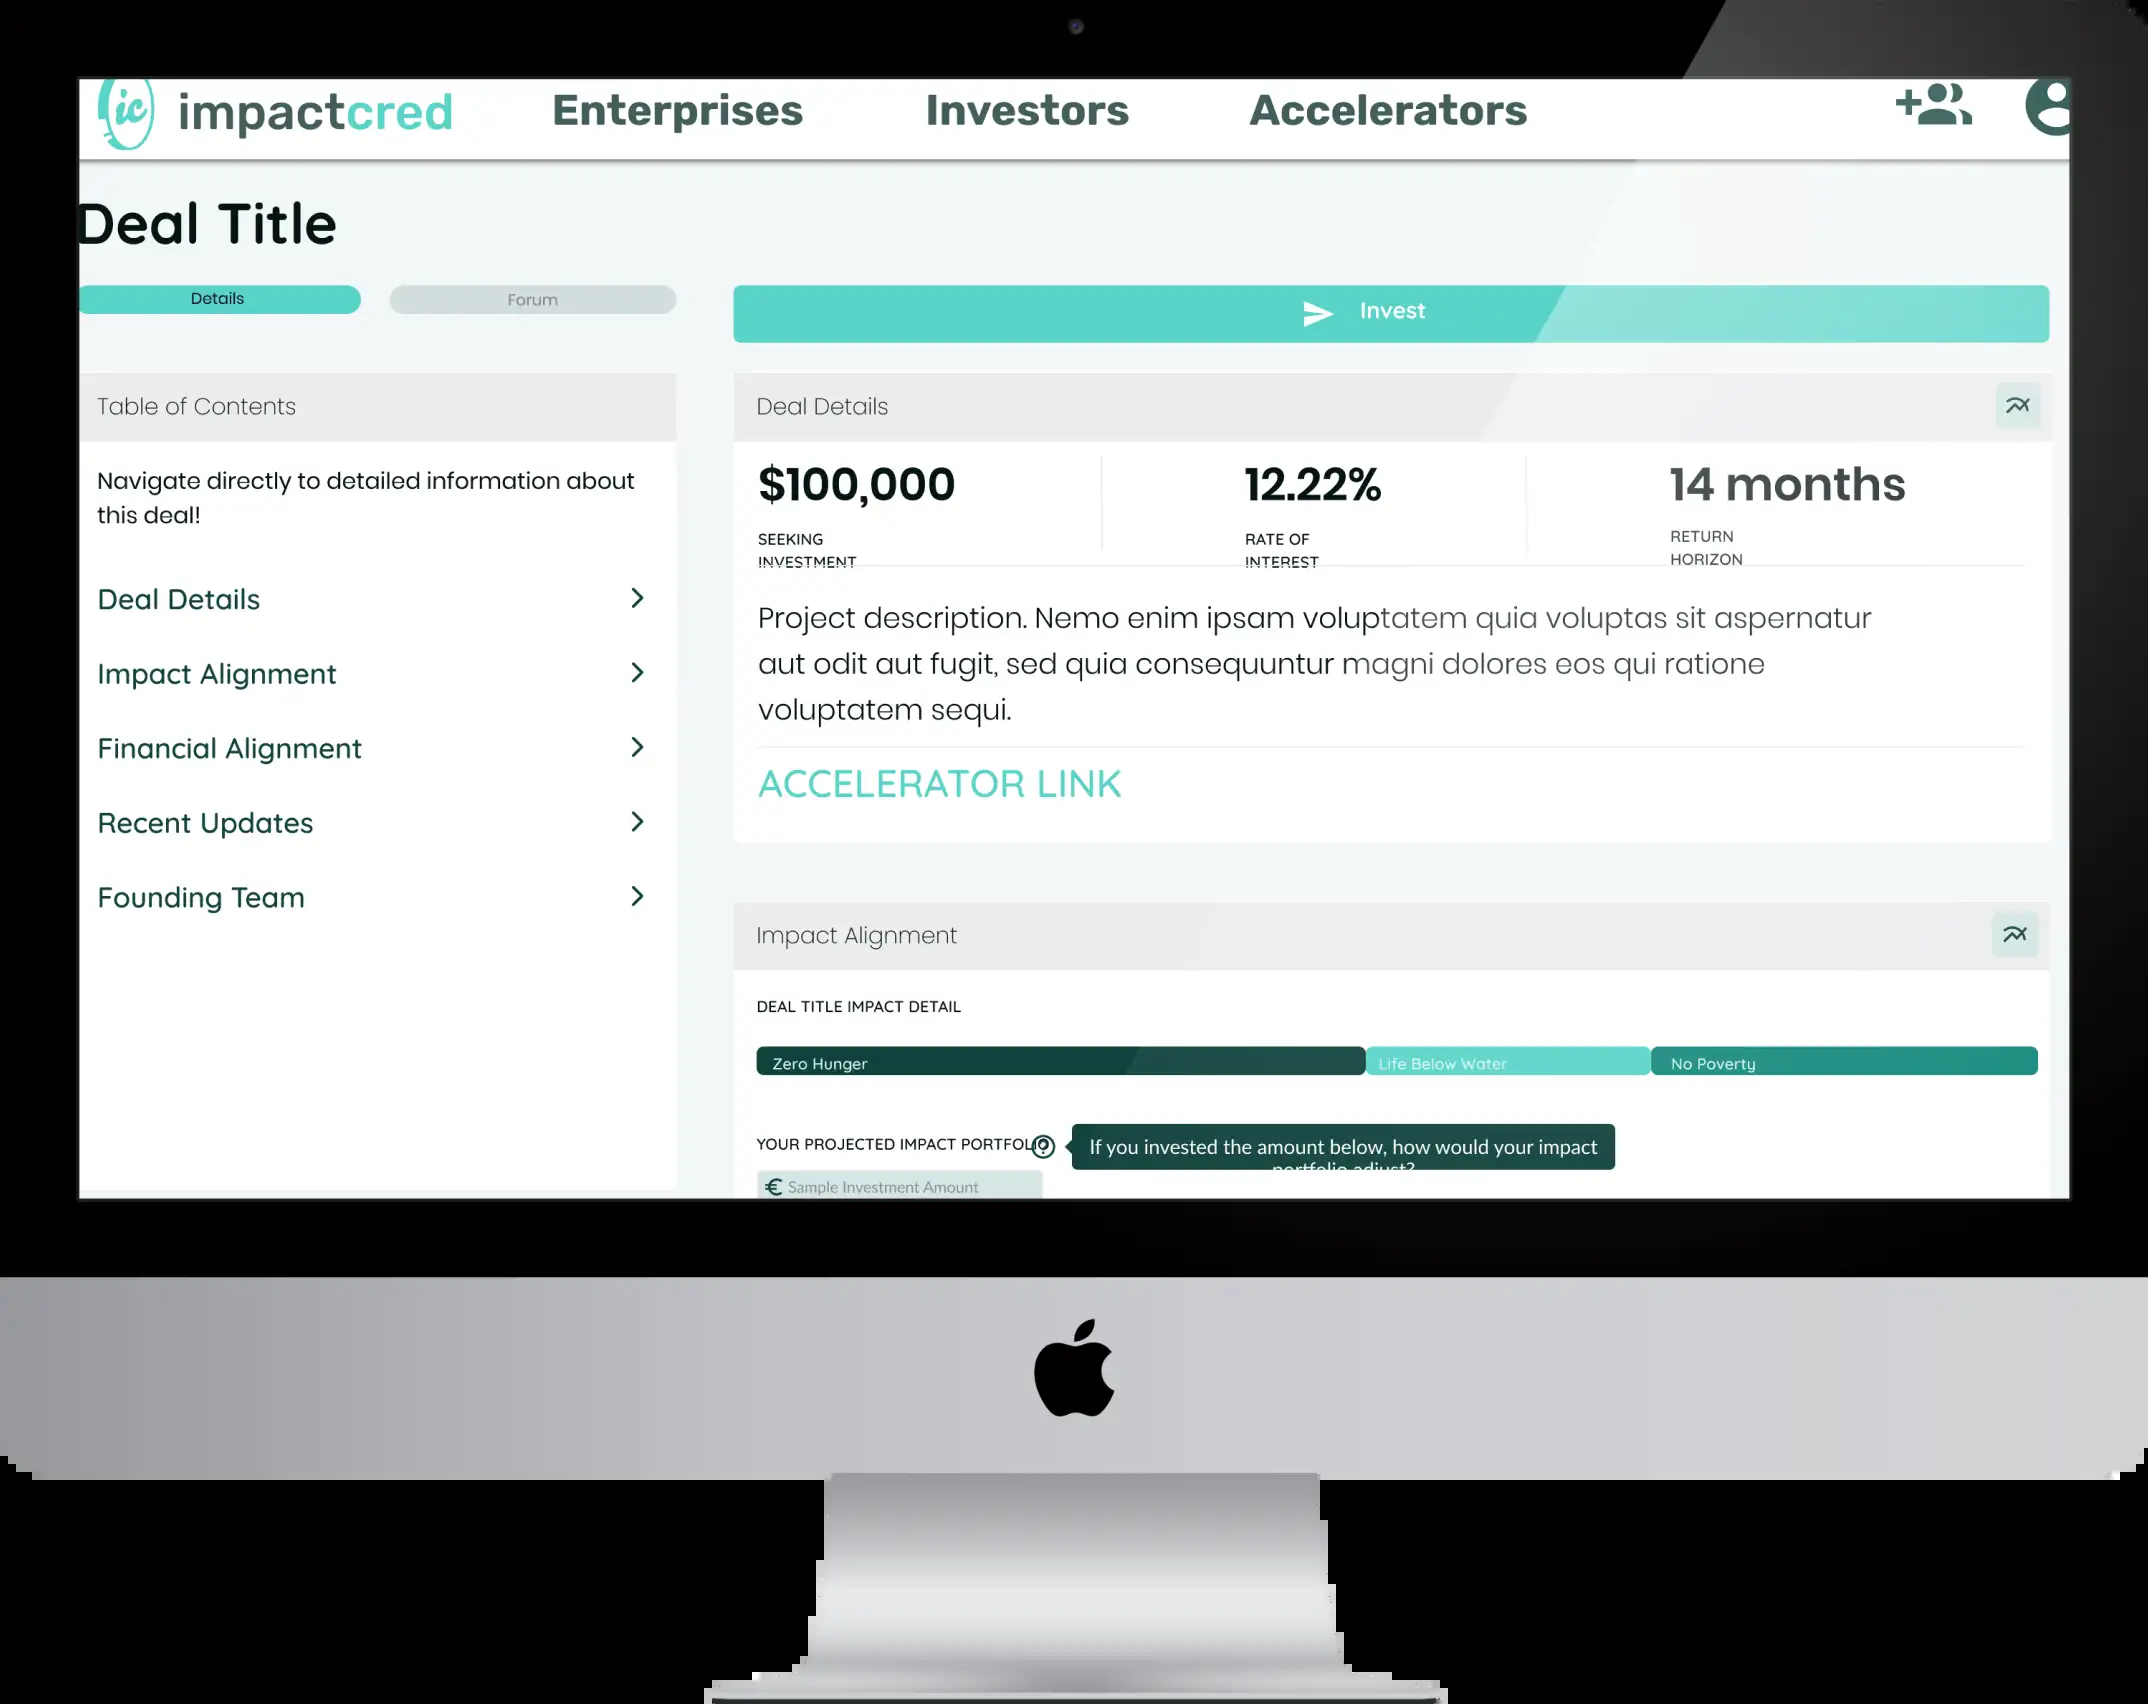 ic impactcred Enterprises Investors Accelerators
Deal Title
Details Forum
Invest
Table of Contents
Navigate directly to detailed information about
this deal!
Deal Details
Impact Alignment
Financial Alignment
Recent Updates
Founding Team
Deal Details
$100,000 12.22% 14 months
SEEKING RATE OF RETURN
INVESTMENT INTEREST HORIZON
Project description. Nemo enim ipsam voluptatem quia voluptas sit aspernatur
aut odit aut fugit, sed quia consequuntur magni dolores eos qui ratione
voluptatem sequi.
ACCELERATOR LINK
Impact Alignment
DEAL TITLE IMPACT DETAIL
Zero Hunger Life Below Water No Poverty
YOUR PROJECTED IMPACT
If you invested the amount below, how would your impact
portfolio adjust?
€ Sample Investment Amount